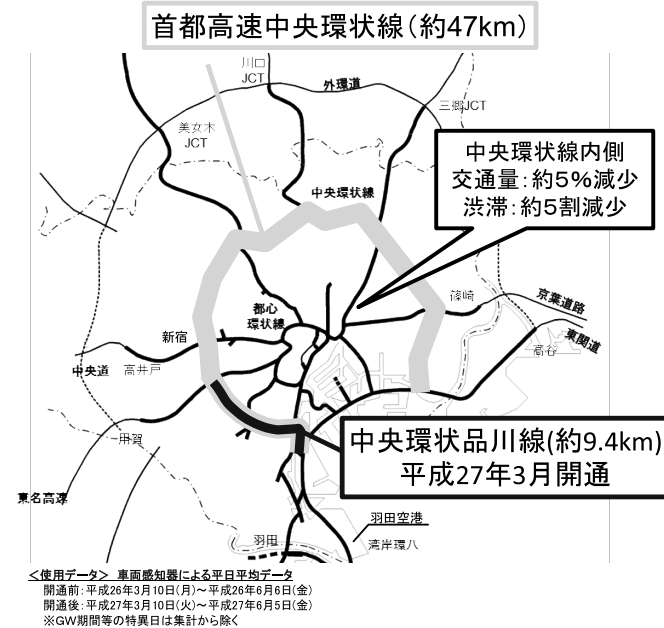 首都高速中央環状線（約47km）
川口
JCT
外環道
三郷JCT
美女木
JCT
中央環状線内側
交通量：約５％減少
渋滞：約５割減少
中央環状線
篠崎
京葉道路
都心
環状線
東関道
新宿
高谷
中央道
高井戸
用賀
中央環状品川線(約9.4km)
平成27年3月開通
東名高速
羽田空港
羽田
湾岸環八
＜使用データ＞ 車両感知器による平日平均データ
開通前：平成26年3月10日(月)～平成26年6月6日(金)
開通後：平成27年3月10日(火)～平成27年6月5日(金)
※GW期間等の特異日は集計から除く